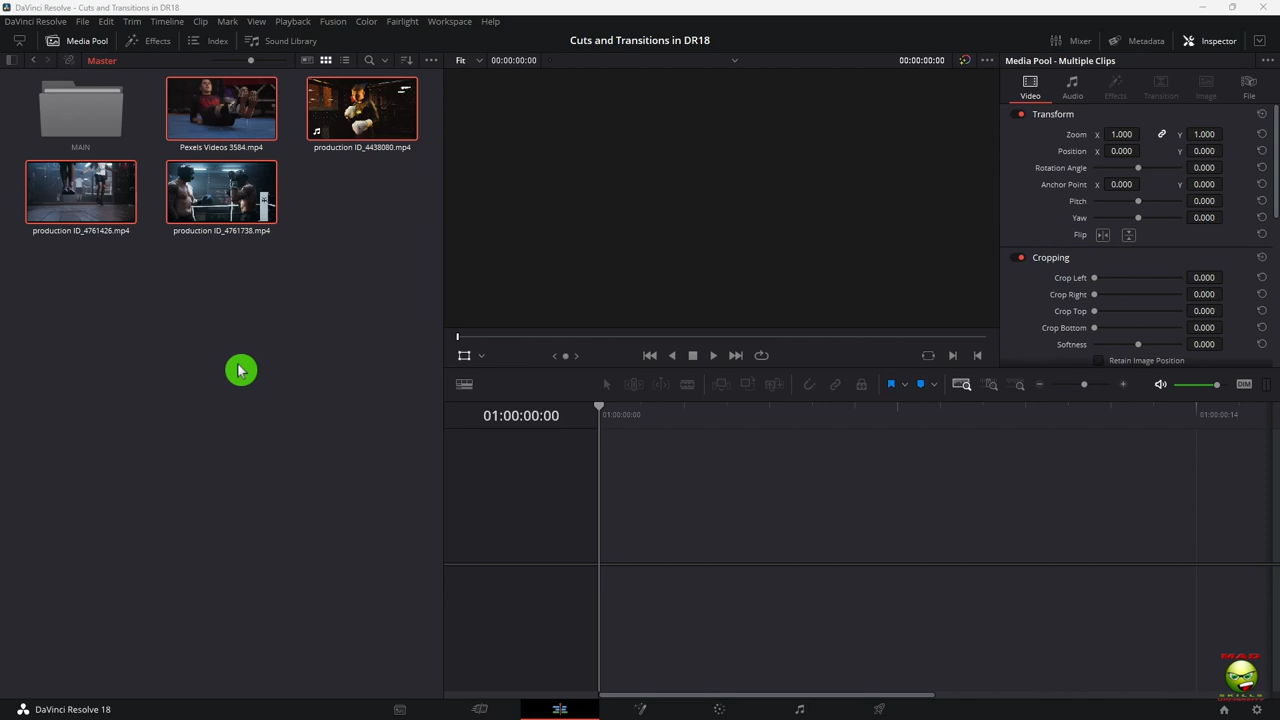 DaVinci Resolve - Cuts and Transitions in DR18
DaVinci Resolve File Edit Trim Timeline Clip Mark View Playback Fusion Color Fairlight Workspace Help
Media Pool Effects Index Sound Library Cuts and Transitions in DR18 Mixer Metadata Inspector
Master Fit 00:00:00:00 00:00:00:00 Media Pool - Multiple Clips
Video Audio Effects Transition Image File
MAIN Pexels Videos 3584.mp4 production ID_4438080.mp4
production ID_4761426.mp4 production ID_4761738.mp4
Transform
Zoom X 1.000 Y 1.000
Position X 0.000 Y 0.000
Rotation Angle 0.000
Anchor Point X 0.000 Y 0.000
Pitch 0.000
Yaw 0.000
Flip
Cropping
Crop Left 0.000
Crop Right 0.000
Crop Top 0.000
Crop Bottom 0.000
Softness 0.000
Retain Image Position
DIM
01:00:00:00 01:00:00:00 01:00:00:14
MAD
SKILLS
UNIVERSITY
DaVinci Resolve 18